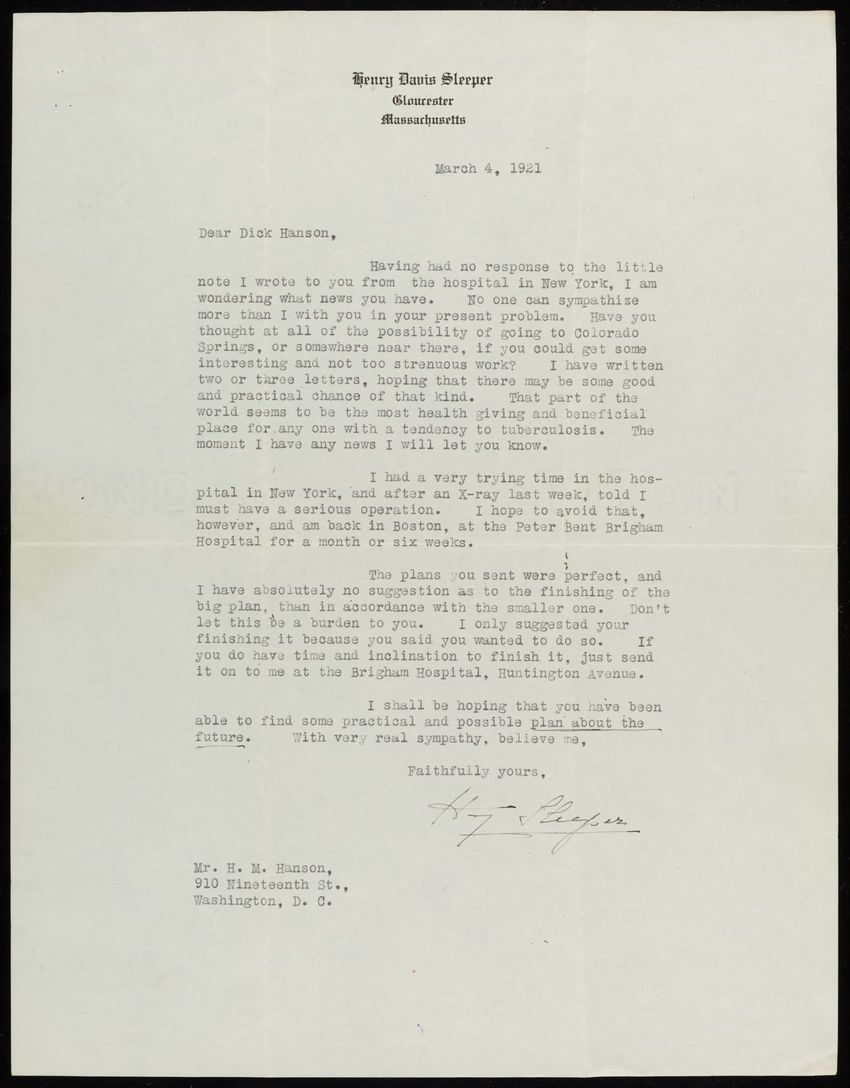 Henry Davis Sleeper
Gloucester
Massachusetts
March 4, 1921
Dear Dick Hanson,
Having had no response to the little
note I wrote to you from the hospital in New York, I am
wondering what news you have. No one can sympathize
more than I with you in your present problem. Have you
thought at all of the possibility of going to Colorado
Springs, or somewhere near there, if you could get some
interesting and not too strenuous work? I have written
two or three letters, hoping that there may be some good
and practical chance of that kind. That part of the
world seems to be the most health giving and beneficial
place for any one with a tendency to tuberculosis. The
moment I have any news I will let you know.
I had a very trying time in the hos-
pital in New York, and after an X-ray last week, told I
must have a serious operation. I hope to avoid that,
however, and am back in Boston, at the Peter Bent Brigham
Hospital for a month or six weeks.
The plans you sent were perfect, and
I have absolutely no suggestion as to the finishing of the
big plan, than in accordance with the smaller one. Don't
let this be a burden to you. I only suggested your
finishing it because you said you wanted to do so. If
you do have time and inclination to finish it, just send
it on to me at the Brigham Hospital, Huntington Avenue.
I shall be hoping that you have been
able to find some practical and possible plan about the
future. With very real sympathy, believe me,
Faithfully yours,
Hy Sleeper
Mr. H. M. Hanson,
910 Nineteenth St.,
Washington, D. C.